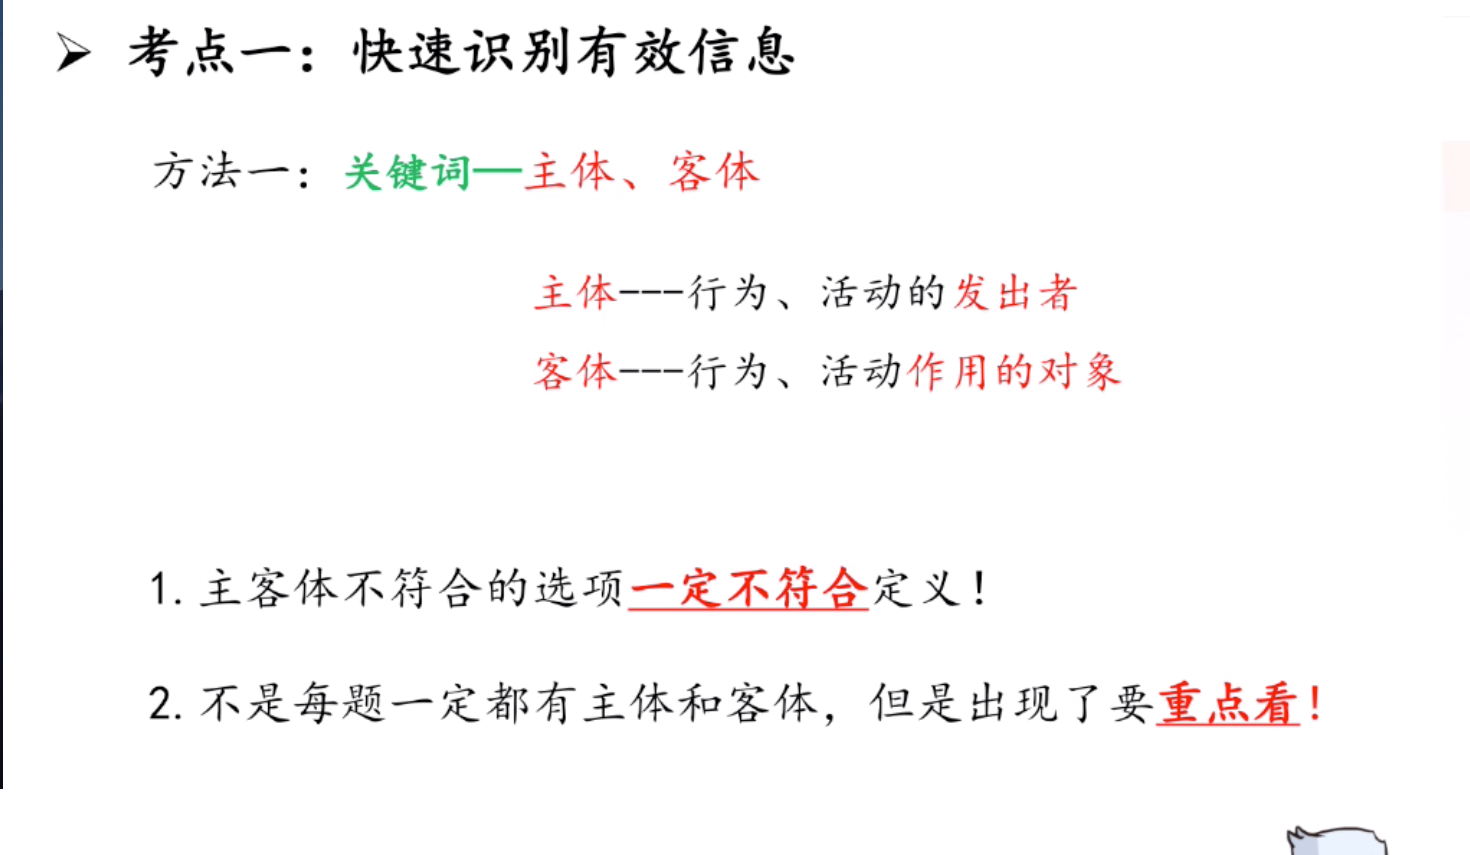 ➢ 考点一：快速识别有效信息
方法一：关键词—主体、客体
主体---行为、活动的发出者
客体---行为、活动作用的对象
1. 主客体不符合的选项一定不符合定义！
2. 不是每题一定都有主体和客体，但是出现了要重点看！